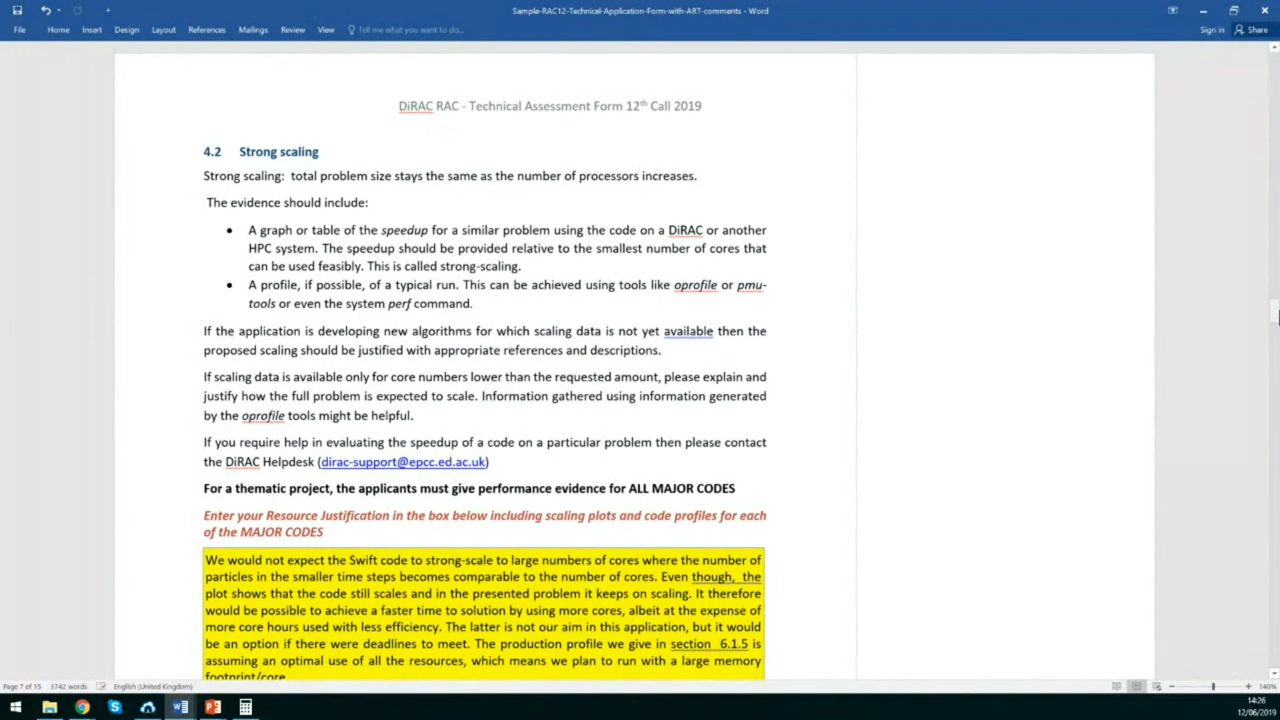 Sample-RAC12-Technical-Application-Form-with-ART-comments - Word
File Home Insert Design Layout References Mailings Review View Tell me what you want to do... Sign in Share
DiRAC RAC - Technical Assessment Form 12th Call 2019
4.2 Strong scaling
Strong scaling: total problem size stays the same as the number of processors increases.
The evidence should include:
• A graph or table of the speedup for a similar problem using the code on a DiRAC or another
HPC system. The speedup should be provided relative to the smallest number of cores that
can be used feasibly. This is called strong-scaling.
• A profile, if possible, of a typical run. This can be achieved using tools like oprofile or pmu-
tools or even the system perf command.
If the application is developing new algorithms for which scaling data is not yet available then the
proposed scaling should be justified with appropriate references and descriptions.
If scaling data is available only for core numbers lower than the requested amount, please explain and
justify how the full problem is expected to scale. Information gathered using information generated
by the oprofile tools might be helpful.
If you require help in evaluating the speedup of a code on a particular problem then please contact
the DiRAC Helpdesk (dirac-support@epcc.ed.ac.uk)
For a thematic project, the applicants must give performance evidence for ALL MAJOR CODES
Enter your Resource Justification in the box below including scaling plots and code profiles for each
of the MAJOR CODES
We would not expect the Swift code to strong-scale to large numbers of cores where the number of
particles in the smaller time steps becomes comparable to the number of cores. Even though, the
plot shows that the code still scales and in the presented problem it keeps on scaling. It therefore
would be possible to achieve a faster time to solution by using more cores, albeit at the expense of
more core hours used with less efficiency. The latter is not our aim in this application, but it would
be an option if there were deadlines to meet. The production profile we give in section 6.1.5 is
assuming an optimal use of all the resources, which means we plan to run with a large memory
footprint/core.
Page 7 of 15 3742 words English (United Kingdom) 140%
14:26
12/06/2019